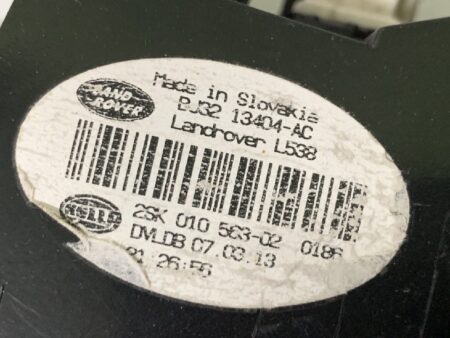 LAND
ROVER
Made in Slovakia
BJ32 13404-AC
Landrover L538
HELLA
2SK 010 563-02 0186
DVLDB 07.03.13
21:26:56